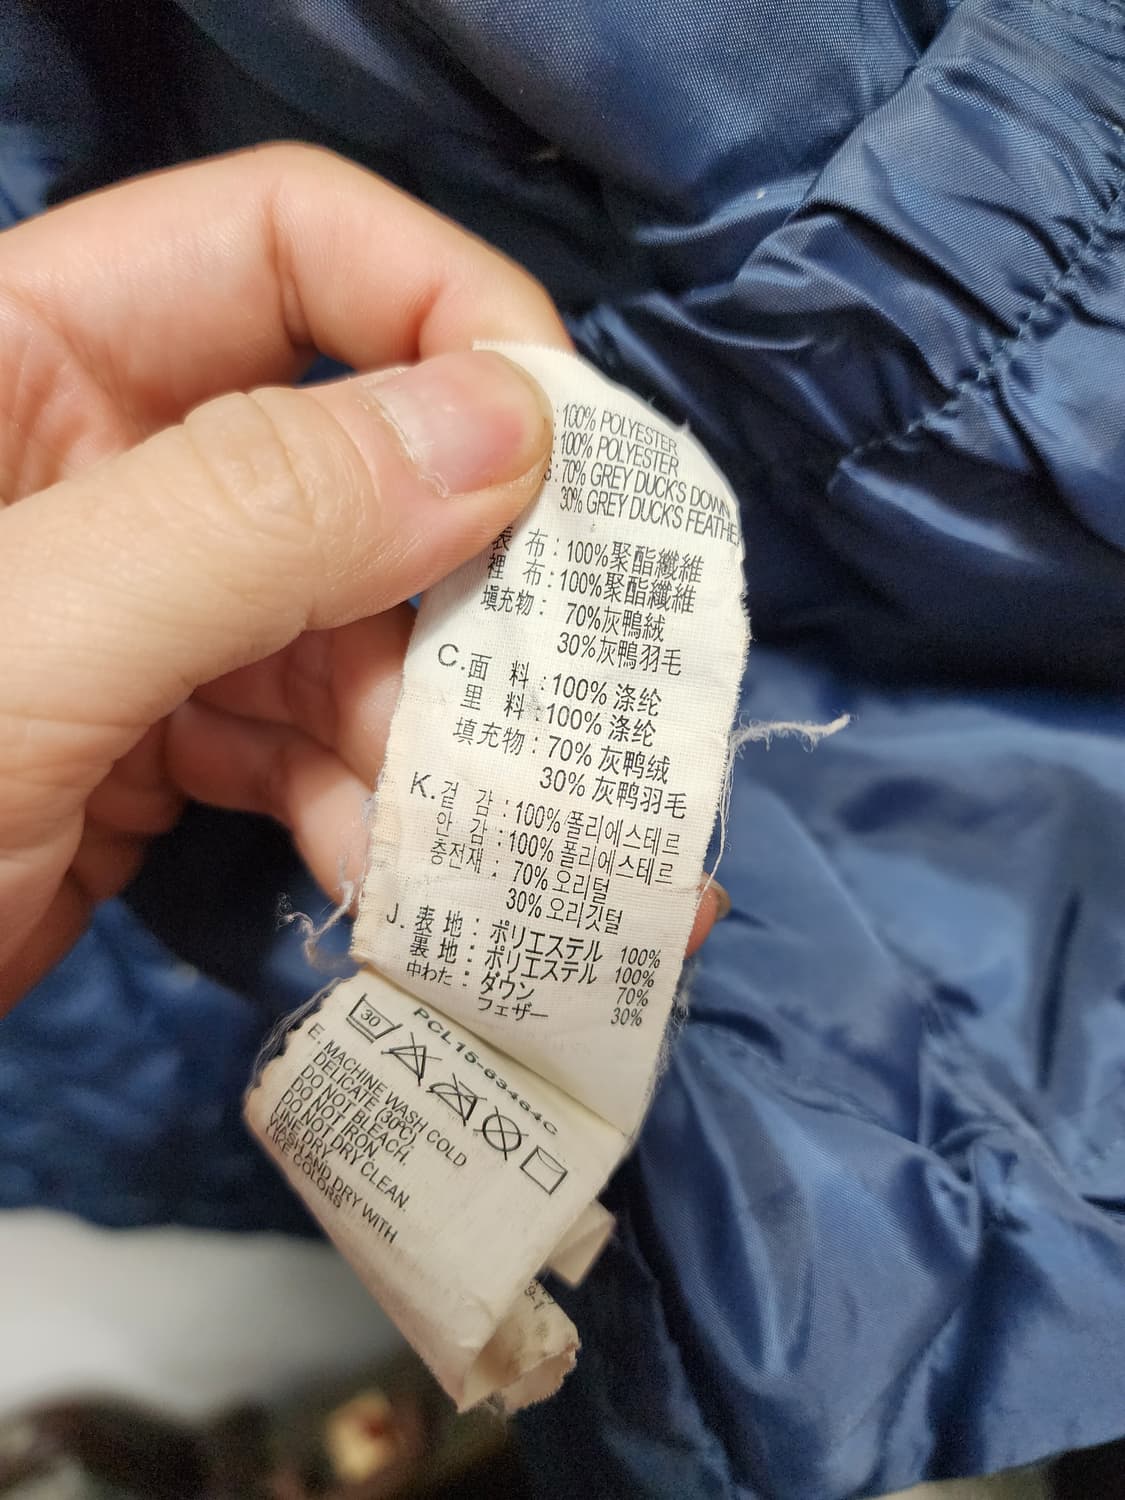 : 100% POLYESTER
: 100% POLYESTER
S : 70% GREY DUCKS DOWN
30% GREY DUCKS FEATHE
表 布 : 100%聚酯纖維
裡 布 : 100%聚酯纖維
填充物 : 70%灰鴨絨
30%灰鴨羽毛
C. 面 料 : 100% 涤纶
里 料 : 100% 涤纶
填充物 : 70% 灰鸭绒
30% 灰鸭羽毛
K. 겉 감 : 100% 폴리에스테르
안 감 : 100% 폴리에스테르
충전재 : 70% 오리털
30% 오리깃털
J. 表 地 : ポリエステル 100%
裏 地 : ポリエステル 100%
中わた : ダウン 70%
フェザー 30%
PCL15-63464C
30
E. MACHINE WASH COLD
DELICATE (30℃)
DO NOT BLEACH.
DO NOT IRON.
DO NOT DRY CLEAN.
LINE DRY.
WASH AND DRY WITH
LIKE COLORS
9-1